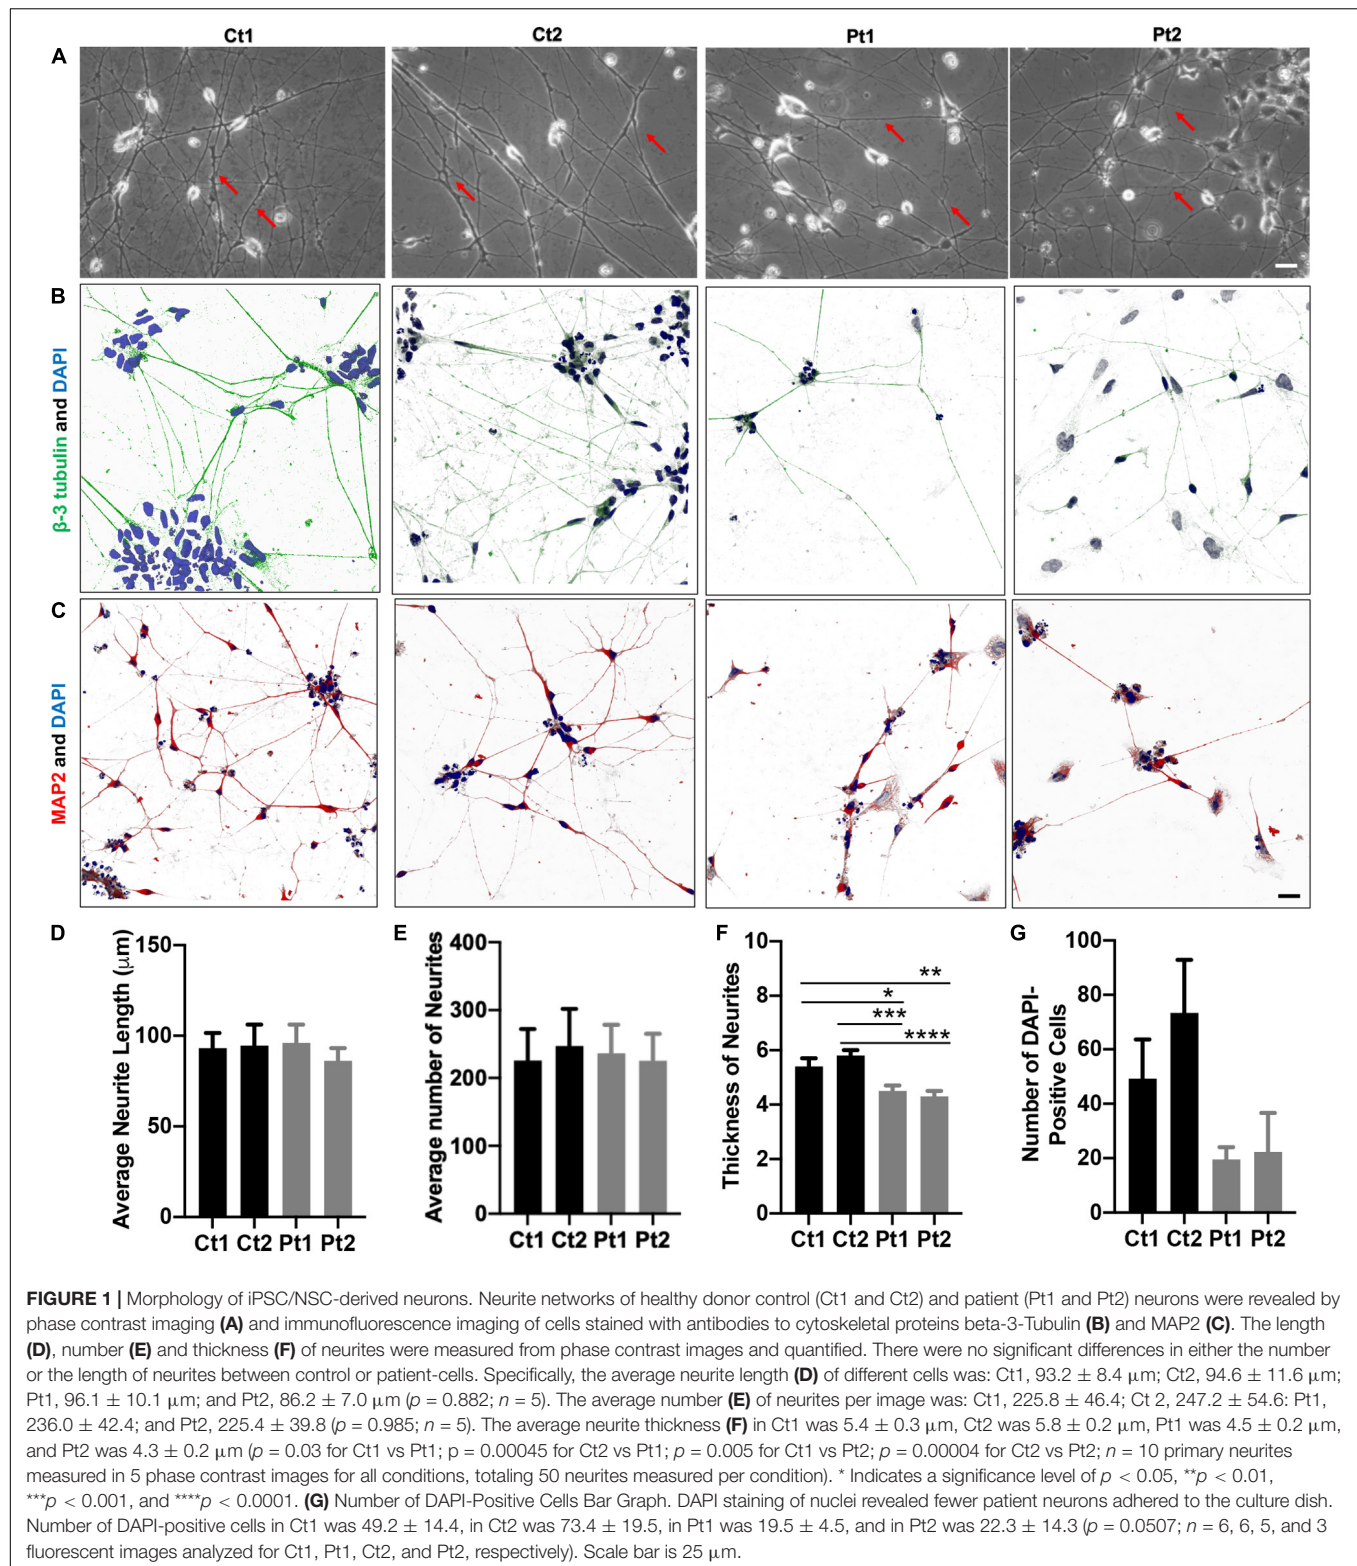 Ct1 Ct2 Pt1 Pt2
A
B
β-3 tubulin and DAPI
C
MAP2 and DAPI
D
Average Neurite Length (μm)
150
100
50
0
Ct1 Ct2 Pt1 Pt2
E
Average number of Neurites
400
300
200
100
0
Ct1 Ct2 Pt1 Pt2
F
Thickness of Neurites
10
8
6
4
2
0
**
*
***
****
Ct1 Ct2 Pt1 Pt2
G
Number of DAPI-
Positive Cells
100
80
60
40
20
0
Ct1 Ct2 Pt1 Pt2
FIGURE 1 | Morphology of iPSC/NSC-derived neurons. Neurite networks of healthy donor control (Ct1 and Ct2) and patient (Pt1 and Pt2) neurons were revealed by
phase contrast imaging (A) and immunofluorescence imaging of cells stained with antibodies to cytoskeletal proteins beta-3-Tubulin (B) and MAP2 (C). The length
(D), number (E) and thickness (F) of neurites were measured from phase contrast images and quantified. There were no significant differences in either the number
or the length of neurites between control or patient-cells. Specifically, the average neurite length (D) of different cells was: Ct1, 93.2 ± 8.4 μm; Ct2, 94.6 ± 11.6 μm;
Pt1, 96.1 ± 10.1 μm; and Pt2, 86.2 ± 7.0 μm (p = 0.882; n = 5). The average number (E) of neurites per image was: Ct1, 225.8 ± 46.4; Ct 2, 247.2 ± 54.6: Pt1,
236.0 ± 42.4; and Pt2, 225.4 ± 39.8 (p = 0.985; n = 5). The average neurite thickness (F) in Ct1 was 5.4 ± 0.3 μm, Ct2 was 5.8 ± 0.2 μm, Pt1 was 4.5 ± 0.2 μm,
and Pt2 was 4.3 ± 0.2 μm (p = 0.03 for Ct1 vs Pt1; p = 0.00045 for Ct2 vs Pt1; p = 0.005 for Ct1 vs Pt2; p = 0.00004 for Ct2 vs Pt2; n = 10 primary neurites
measured in 5 phase contrast images for all conditions, totaling 50 neurites measured per condition). * Indicates a significance level of p < 0.05, **p < 0.01,
***p < 0.001, and ****p < 0.0001. (G) Number of DAPI-Positive Cells Bar Graph. DAPI staining of nuclei revealed fewer patient neurons adhered to the culture dish.
Number of DAPI-positive cells in Ct1 was 49.2 ± 14.4, in Ct2 was 73.4 ± 19.5, in Pt1 was 19.5 ± 4.5, and in Pt2 was 22.3 ± 14.3 (p = 0.0507; n = 6, 6, 5, and 3
fluorescent images analyzed for Ct1, Pt1, Ct2, and Pt2, respectively). Scale bar is 25 μm.